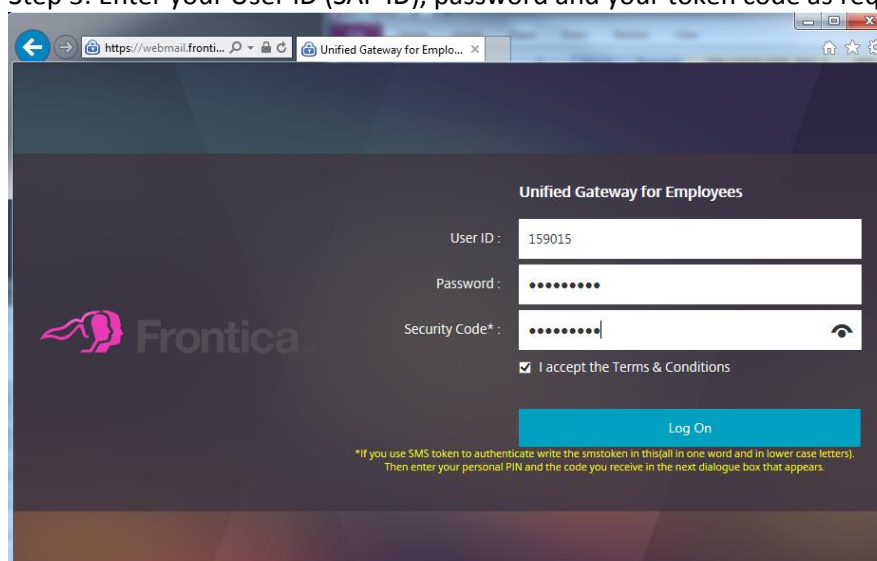 Step 3: Enter your User ID (SAP ID), password and your token code as req
https://webmail.fronti...
Unified Gateway for Emplo...
Unified Gateway for Employees
User ID :
159015
Password :
Security Code* :
Frontica
I accept the Terms & Conditions
Log On
*If you use SMS token to authenticate write the smstoken in this(all in one word and in lower case letters).
Then enter your personal PIN and the code you receive in the next dialogue box that appears.